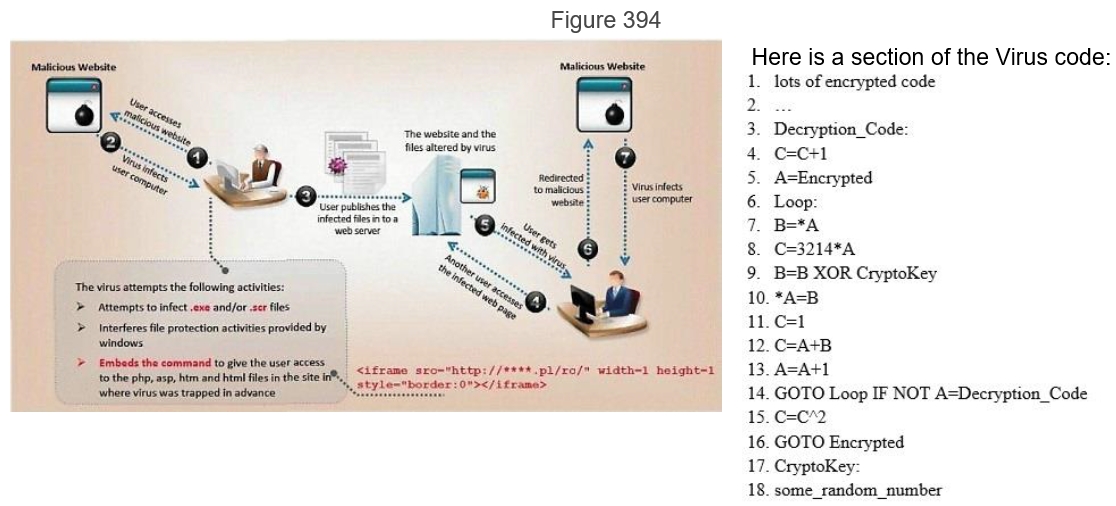 Figure 394
Malicious Website
User accesses
malicious website
1
2
Virus infects
user computer
3
User publishes the
infected files in to a
web server
The website and the
files altered by virus
Malicious Website
Redirected
to malicious
website
7
Virus infects
user computer
5
User gets
infected with virus
6
Another user accesses
the infected web page
4
The virus attempts the following activities:
➢ Attempts to infect .exe and/or .scr files
➢ Interferes file protection activities provided by
windows
➢ Embeds the command to give the user access
to the php, asp, htm and html files in the site in
where virus was trapped in advance
<iframe src="http://****.pl/rc/" width=1 height=1
style="border:0"></iframe>
Here is a section of the Virus code:
1. lots of encrypted code
2. …
3. Decryption_Code:
4. C=C+1
5. A=Encrypted
6. Loop:
7. B=*A
8. C=3214*A
9. B=B XOR CryptoKey
10. *A=B
11. C=1
12. C=A+B
13. A=A+1
14. GOTO Loop IF NOT A=Decryption_Code
15. C=C^2
16. GOTO Encrypted
17. CryptoKey:
18. some_random_number